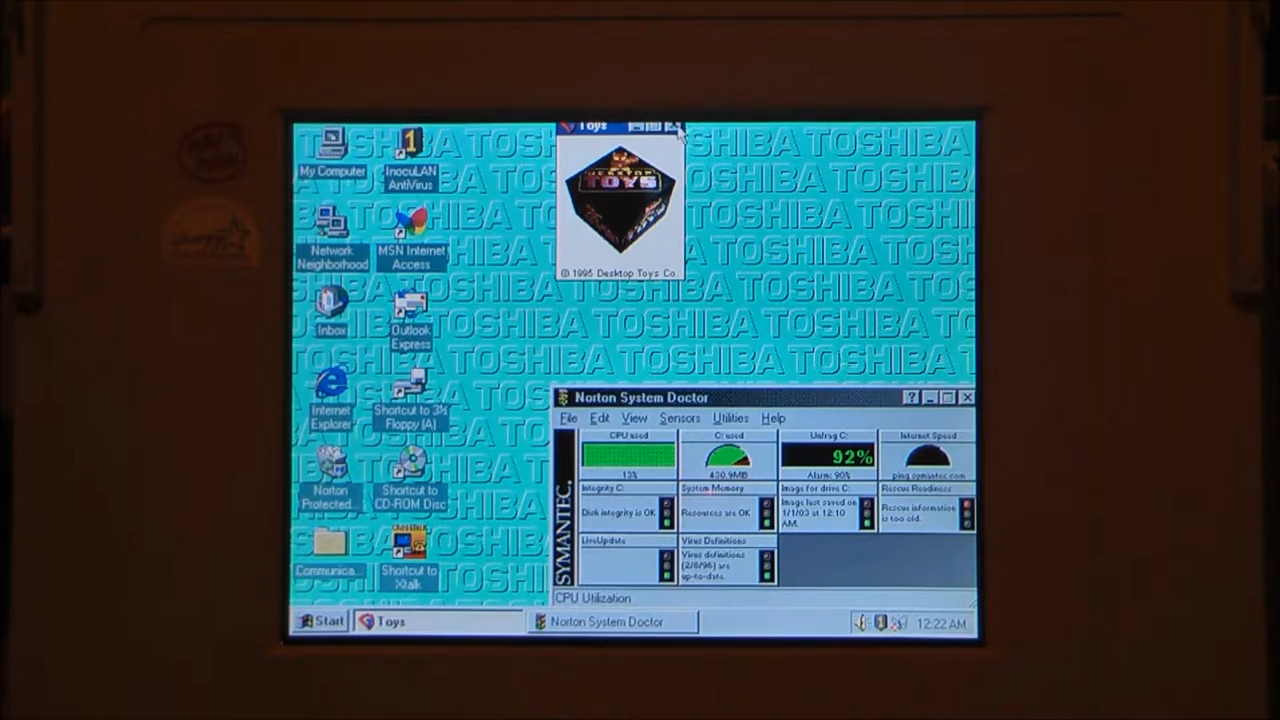 TOSHIBA TOSHIBA TOSHIBA
My Computer
InocuLAN
AntiVirus
Network
Neighborhood
MSN Internet
Access
Inbox
Outlook
Express
Internet
Explorer
Shortcut to 3½
Floppy (A)
Norton
Protected...
Shortcut to
CD-ROM Disc
Communica...
CROSSTALK
Shortcut to
Xtalk
Toys
DESKTOP
TOYS
© 1995 Desktop Toys Co.
Norton System Doctor
File Edit View Sensors Utilities Help
SYMANTEC.
CPU used
13%
C: used
430.9MB
Unfrag C:
92%
Alarm: 90%
Internet Speed
ping.symantec.com
Integrity C:
Disk integrity is OK
System Memory
Resources are OK
Image for drive C:
Image last saved on
1/1/03 at 12:10
AM.
Rescue Readiness
Rescue information
is too old.
LiveUpdate
Virus Definitions
Virus definitions
(2/8/96) are
up-to-date.
CPU Utilization
Start
Toys
Norton System Doctor
12:22 AM